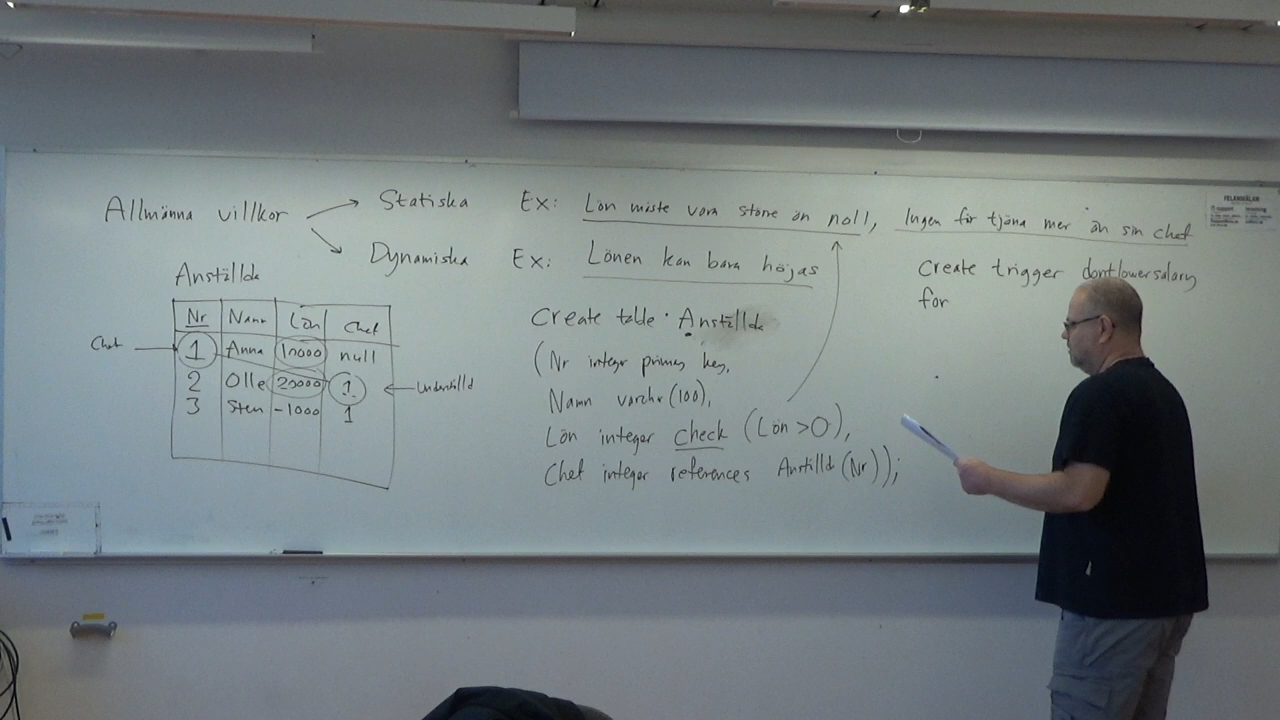 Allmänna villkor
Statiska
Ex: Lön måste vara större än noll, Ingen får tjäna mer än sin chef
Dynamiska
Ex: Lönen kan bara höjas
Anställda
Nr Namn Lön Chef
1 Anna 10000 null
2 Olle 20000 1
3 Sten -1000 1
Chef
Underställd
Create table Anställda
(Nr integer primary key,
Namn varchar(100),
Lön integer check (Lön >0),
Chef integer references Anställda(Nr));
Create trigger dontlowersalary
for
FELANMÄLAN